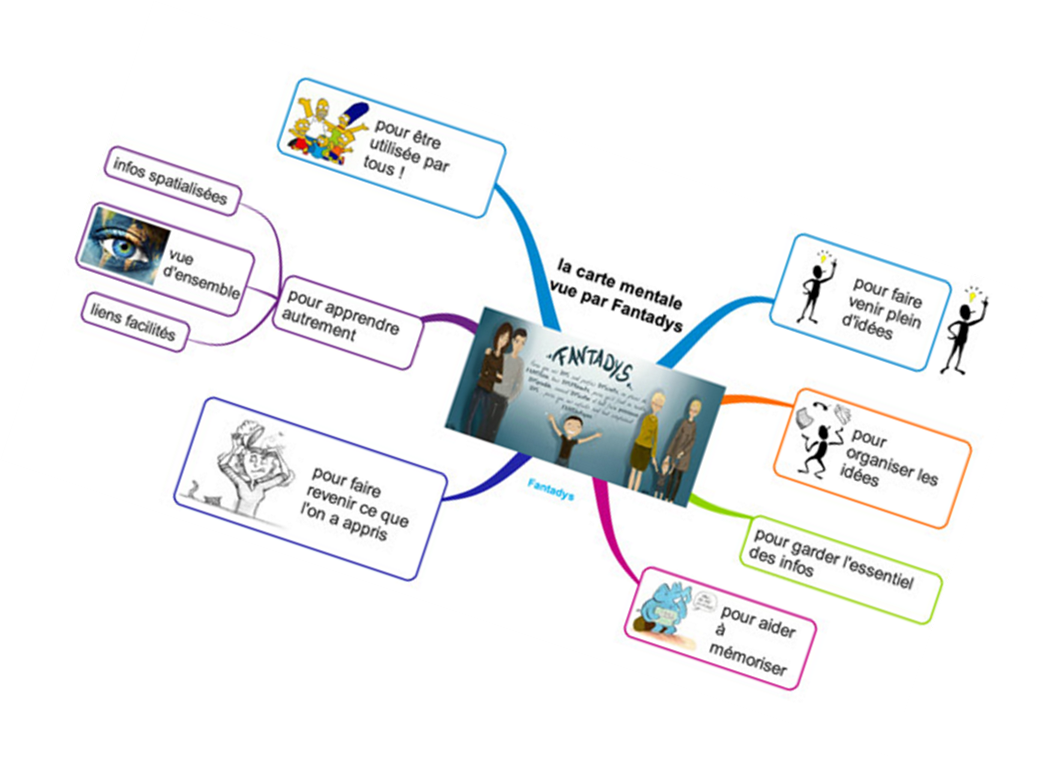 la carte mentale
vue par Fantadys
FANTADYS
Fantadys
pour faire
venir plein
d'idées
pour
organiser les
idées
pour garder l'essentiel
des infos
pour aider
à
mémoriser
pour faire
revenir ce que
l'on a appris
pour apprendre
autrement
infos spatialisées
vue
d'ensemble
liens facilités
pour être
utilisée par
tous !